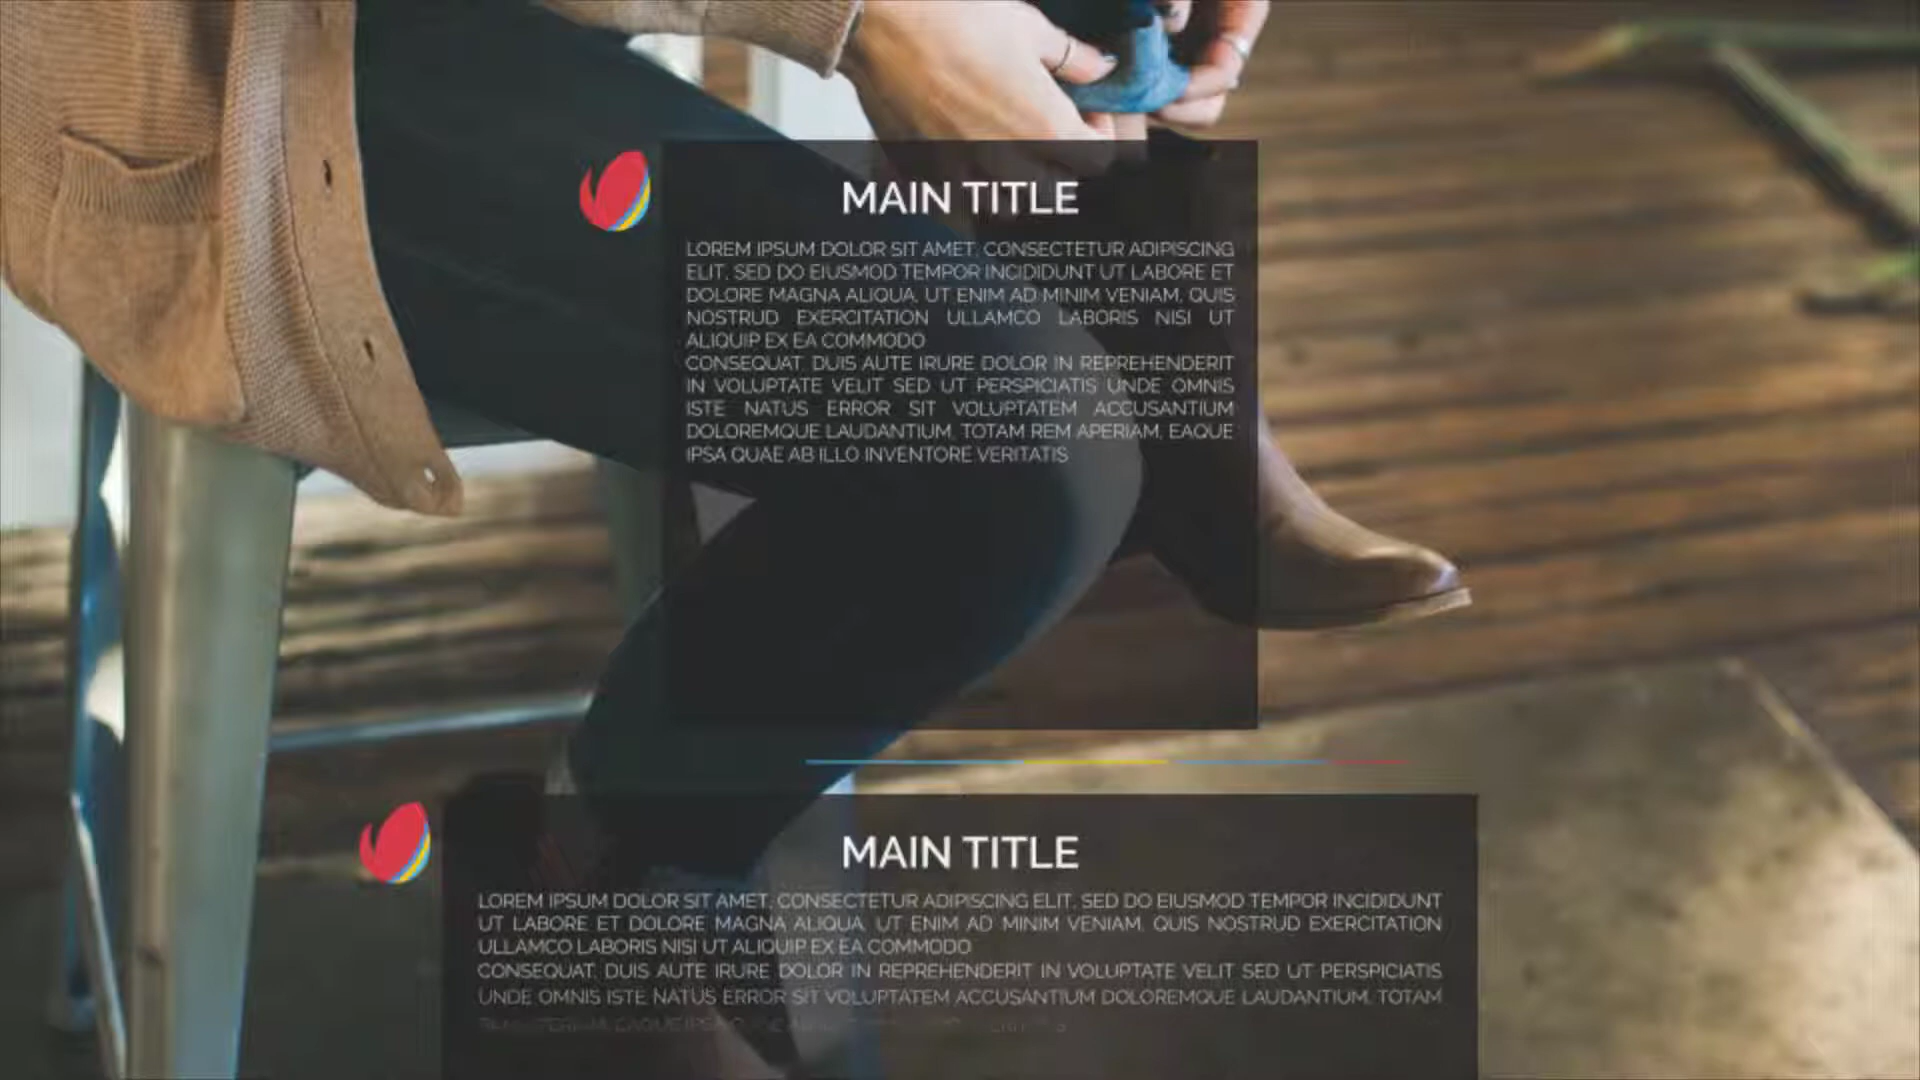 MAIN TITLE
LOREM IPSUM DOLOR SIT AMET, CONSECTETUR ADIPISCING
ELIT, SED DO EIUSMOD TEMPOR INCIDIDUNT UT LABORE ET
DOLORE MAGNA ALIQUA. UT ENIM AD MINIM VENIAM, QUIS
NOSTRUD EXERCITATION ULLAMCO LABORIS NISI UT
ALIQUIP EX EA COMMODO
CONSEQUAT. DUIS AUTE IRURE DOLOR IN REPREHENDERIT
IN VOLUPTATE VELIT SED UT PERSPICIATIS UNDE OMNIS
ISTE NATUS ERROR SIT VOLUPTATEM ACCUSANTIUM
DOLOREMQUE LAUDANTIUM, TOTAM REM APERIAM, EAQUE
IPSA QUAE AB ILLO INVENTORE VERITATIS
MAIN TITLE
LOREM IPSUM DOLOR SIT AMET, CONSECTETUR ADIPISCING ELIT, SED DO EIUSMOD TEMPOR INCIDIDUNT
UT LABORE ET DOLORE MAGNA ALIQUA. UT ENIM AD MINIM VENIAM, QUIS NOSTRUD EXERCITATION
ULLAMCO LABORIS NISI UT ALIQUIP EX EA COMMODO
CONSEQUAT. DUIS AUTE IRURE DOLOR IN REPREHENDERIT IN VOLUPTATE VELIT SED UT PERSPICIATIS
UNDE OMNIS ISTE NATUS ERROR SIT VOLUPTATEM ACCUSANTIUM DOLOREMQUE LAUDANTIUM, TOTAM